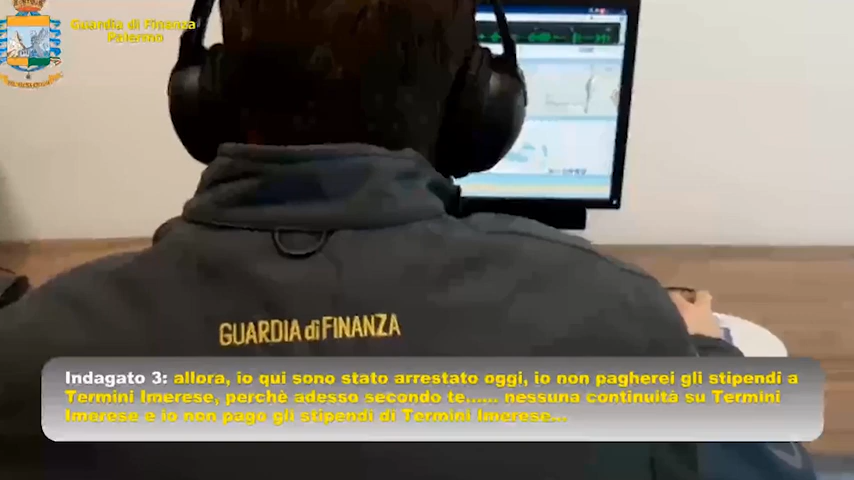 Guardia di Finanza
Palermo
GUARDIA di FINANZA
Indagato 3: allora, io qui sono stato arrestato oggi, io non pagherei gli stipendi a
Termini Imerese, perchè adesso secondo te...... nessuna continuità su Termini
Imerese e io non pago gli stipendi di Termini Imerese...